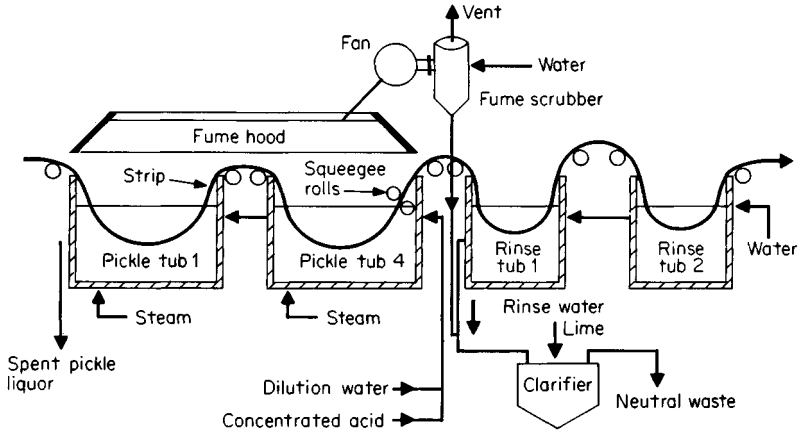 Vent
Fan
Water
Fume scrubber
Fume hood
Strip
Squeegee
rolls
Pickle tub 1
Pickle tub 4
Rinse
tub 1
Rinse
tub 2
Water
Steam
Steam
Rinse water
Lime
Spent pickle
liquor
Clarifier
Dilution water
Neutral waste
Concentrated acid